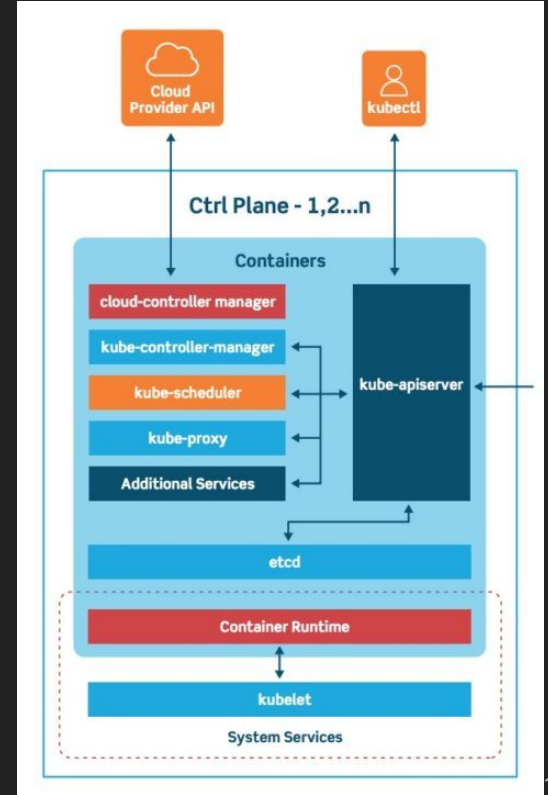 Cloud
Provider API
kubectl
Ctrl Plane - 1,2...n
Containers
cloud-controller manager
kube-controller-manager
kube-scheduler
kube-proxy
Additional Services
kube-apiserver
etcd
Container Runtime
kubelet
System Services